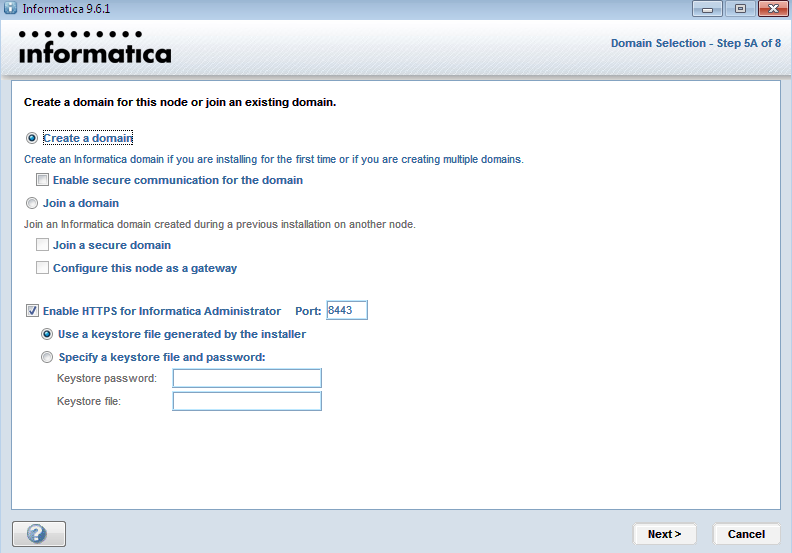 Informatica 9.6.1
informatica
Domain Selection - Step 5A of 8
Create a domain for this node or join an existing domain.
Create a domain
Create an Informatica domain if you are installing for the first time or if you are creating multiple domains.
Enable secure communication for the domain
Join a domain
Join an Informatica domain created during a previous installation on another node.
Join a secure domain
Configure this node as a gateway
Enable HTTPS for Informatica Administrator Port: 8443
Use a keystore file generated by the installer
Specify a keystore file and password:
Keystore password:
Keystore file:
?
Next >
Cancel